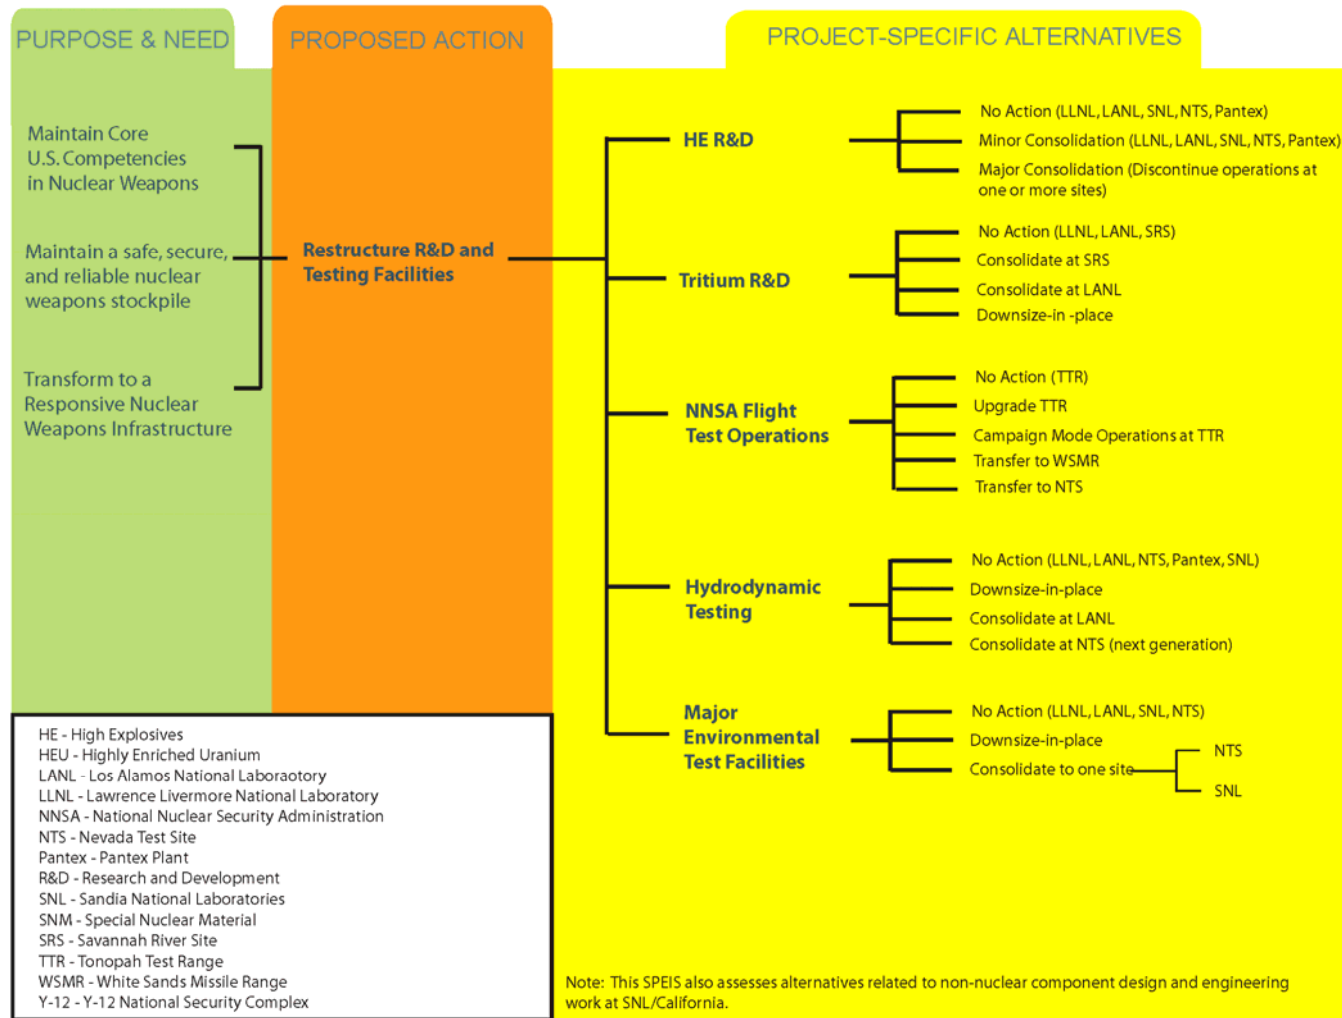 PURPOSE & NEED
PROPOSED ACTION
PROJECT-SPECIFIC ALTERNATIVES
Maintain Core
U.S. Competencies
in Nuclear Weapons
Maintain a safe, secure,
and reliable nuclear
weapons stockpile
Transform to a
Responsive Nuclear
Weapons Infrastructure
Restructure R&D and
Testing Facilities
HE R&D
No Action (LLNL, LANL, SNL, NTS, Pantex)
Minor Consolidation (LLNL, LANL, SNL, NTS, Pantex)
Major Consolidation (Discontinue operations at
one or more sites)
Tritium R&D
No Action (LLNL, LANL, SRS)
Consolidate at SRS
Consolidate at LANL
Downsize-in -place
NNSA Flight
Test Operations
No Action (TTR)
Upgrade TTR
Campaign Mode Operations at TTR
Transfer to WSMR
Transfer to NTS
Hydrodynamic
Testing
No Action (LLNL, LANL, NTS, Pantex, SNL)
Downsize-in-place
Consolidate at LANL
Consolidate at NTS (next generation)
Major
Environmental
Test Facilities
No Action (LLNL, LANL, SNL, NTS)
Downsize-in-place
Consolidate to one site
NTS
SNL
HE - High Explosives
HEU - Highly Enriched Uranium
LANL - Los Alamos National Laboraotory
LLNL - Lawrence Livermore National Laboratory
NNSA - National Nuclear Security Administration
NTS - Nevada Test Site
Pantex - Pantex Plant
R&D - Research and Development
SNL - Sandia National Laboratories
SNM - Special Nuclear Material
SRS - Savannah River Site
TTR - Tonopah Test Range
WSMR - White Sands Missile Range
Y-12 - Y-12 National Security Complex
Note: This SPEIS also assesses alternatives related to non-nuclear component design and engineering
work at SNL/California.